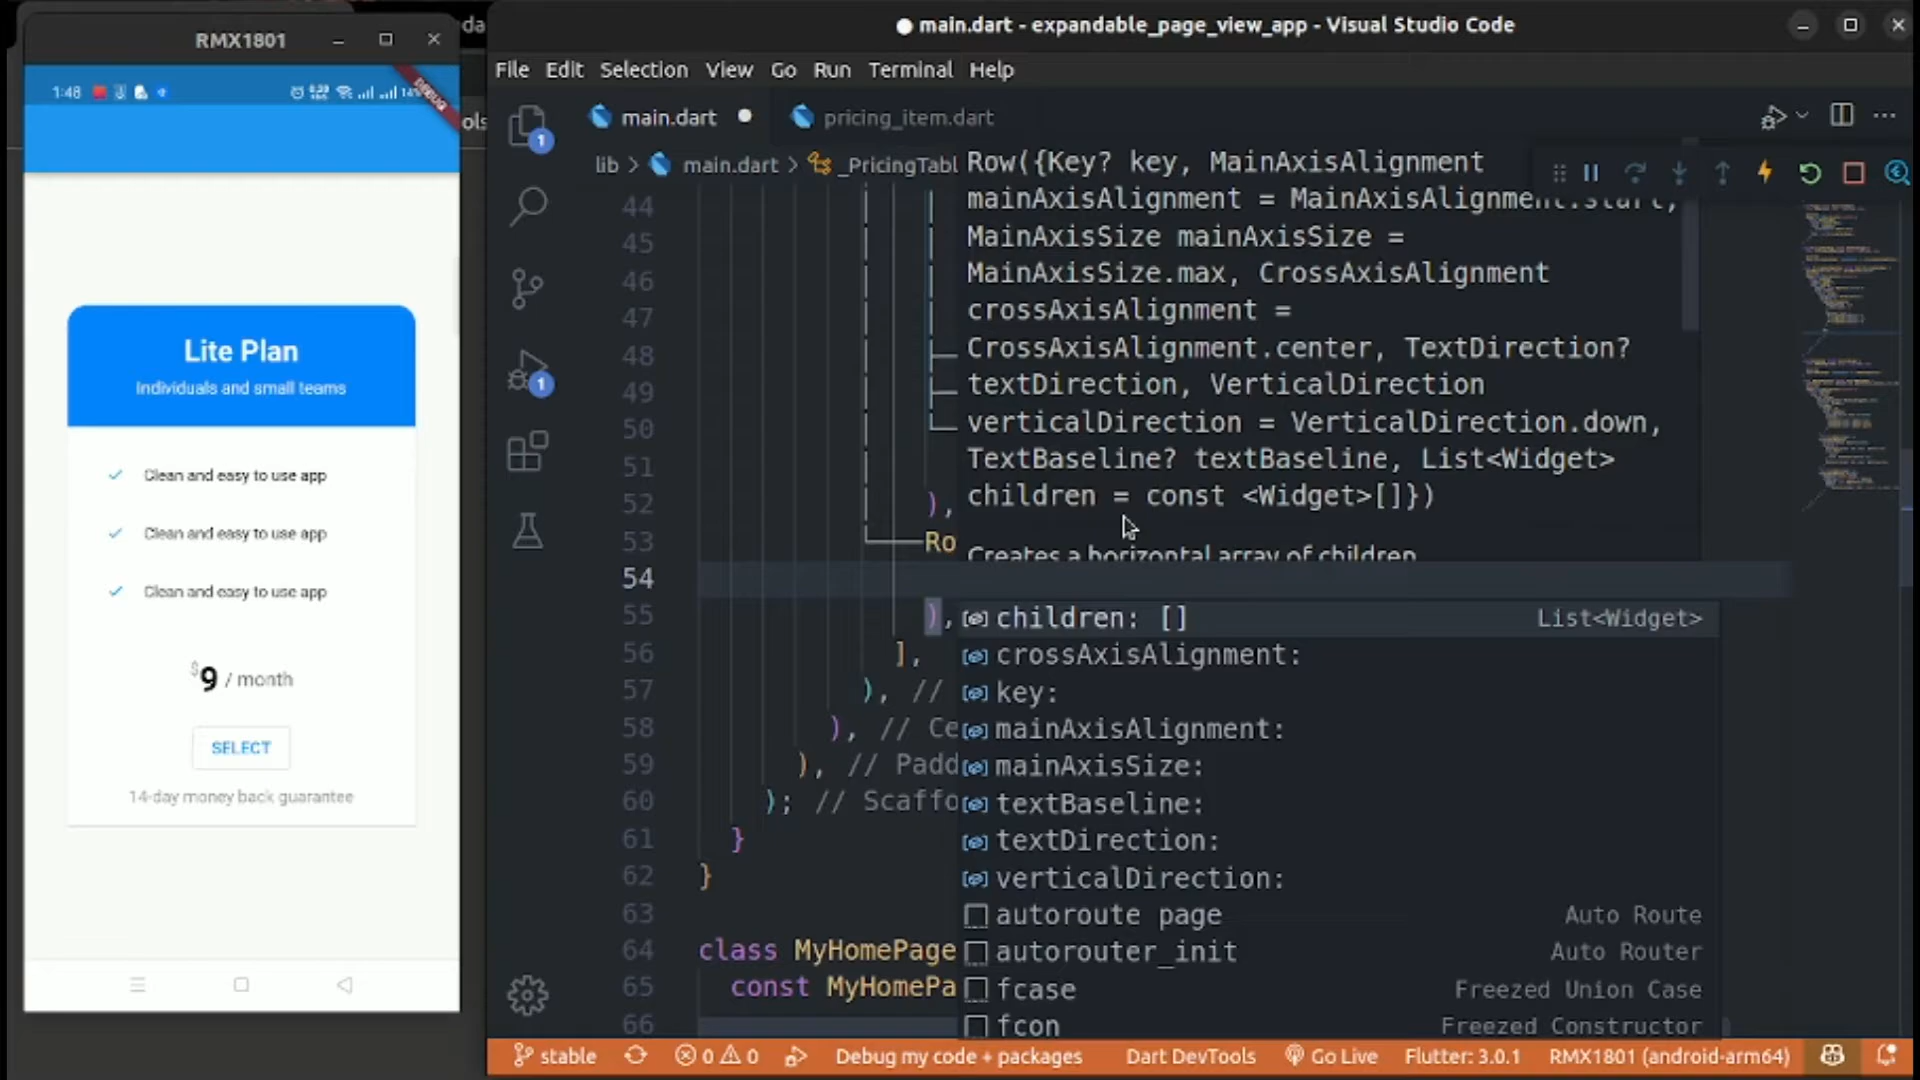 RMX1801
1:48
DEBUG
Lite Plan
Individuals and small teams
Clean and easy to use app
Clean and easy to use app
Clean and easy to use app
$9 / month
SELECT
14-day money back guarantee
da
ols
main.dart - expandable_page_view_app - Visual Studio Code
File Edit Selection View Go Run Terminal Help
1
main.dart
pricing_item.dart
lib > main.dart > _PricingTabl
Row({Key? key, MainAxisAlignment
mainAxisAlignment = MainAxisAlignment.start,
MainAxisSize mainAxisSize =
MainAxisSize.max, CrossAxisAlignment
crossAxisAlignment =
CrossAxisAlignment.center, TextDirection?
textDirection, VerticalDirection
verticalDirection = VerticalDirection.down,
TextBaseline? textBaseline, List<Widget>
children = const <Widget>[]})
Creates a horizontal array of children
1
44
45
46
47
48
49
50
51
52 ),
53 Ro
54
55 ),
56 ],
57 ), //
58 ), // Ce
59 ), // Padd
60 ); // Scaffo
61 }
62 }
63
64 class MyHomePage
65 const MyHomePa
66
children: [] List<Widget>
crossAxisAlignment:
key:
mainAxisAlignment:
mainAxisSize:
textBaseline:
textDirection:
verticalDirection:
autoroute page Auto Route
autorouter_init Auto Router
fcase Freezed Union Case
fcon Freezed Constructor
stable 0 0 Debug my code + packages Dart DevTools Go Live Flutter: 3.0.1 RMX1801 (android-arm64)